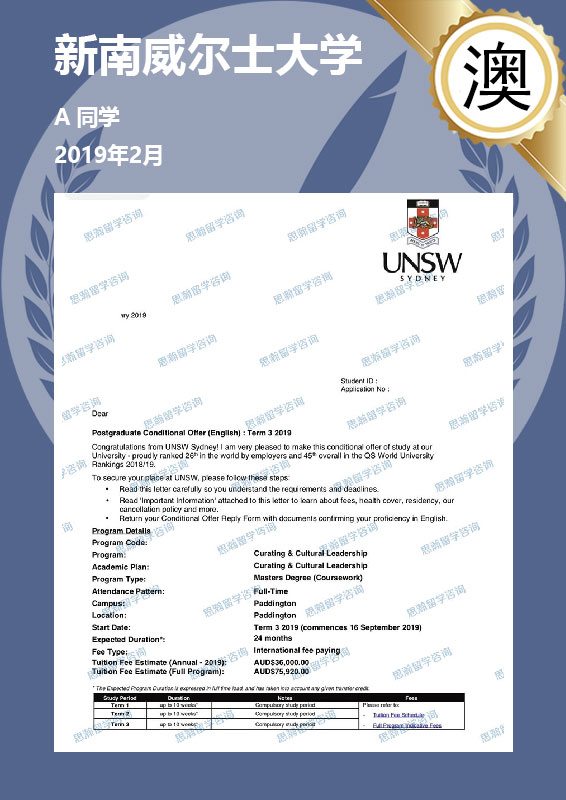 新南威尔士大学
A 同学
2019年2月
澳
UNSW
SYDNEY
ry 2019
Student ID :
Application No :
Dear
Postgraduate Conditional Offer (English) : Term 3 2019
Congratulations from UNSW Sydney! I am very pleased to make this conditional offer of study at our
University - proudly ranked 26th in the world by employers and 45th overall in the QS World University
Rankings 2018/19.
To secure your place at UNSW, please follow these steps:
• Read this letter carefully so you understand the requirements and deadlines.
• Read 'Important Information' attached to this letter to learn about fees, health cover, residency, our
cancellation policy and more.
• Return your Conditional Offer Reply Form with documents confirming your proficiency in English.
Program Details
Program Code:
Program: Curating & Cultural Leadership
Academic Plan: Curating & Cultural Leadership
Program Type: Masters Degree (Coursework)
Attendance Pattern: Full-Time
Campus: Paddington
Location: Paddington
Start Date: Term 3 2019 (commences 16 September 2019)
Expected Duration*: 24 months
Fee Type: International fee paying
Tuition Fee Estimate (Annual - 2019): AUD$36,000.00
Tuition Fee Estimate (Full Program): AUD$75,920.00
* The Expected Program Duration is expressed in full time load and has taken into account any given transfer credit.
Study Period Duration Notes Fees
Term 1 up to 10 weeks* Compulsory study period Please refer to:
Term 2 up to 10 weeks* Compulsory study period - Tuition Fee Schedule
Term 3 up to 10 weeks* Compulsory study period - Full Program Indicative Fees
思瀚留学咨询